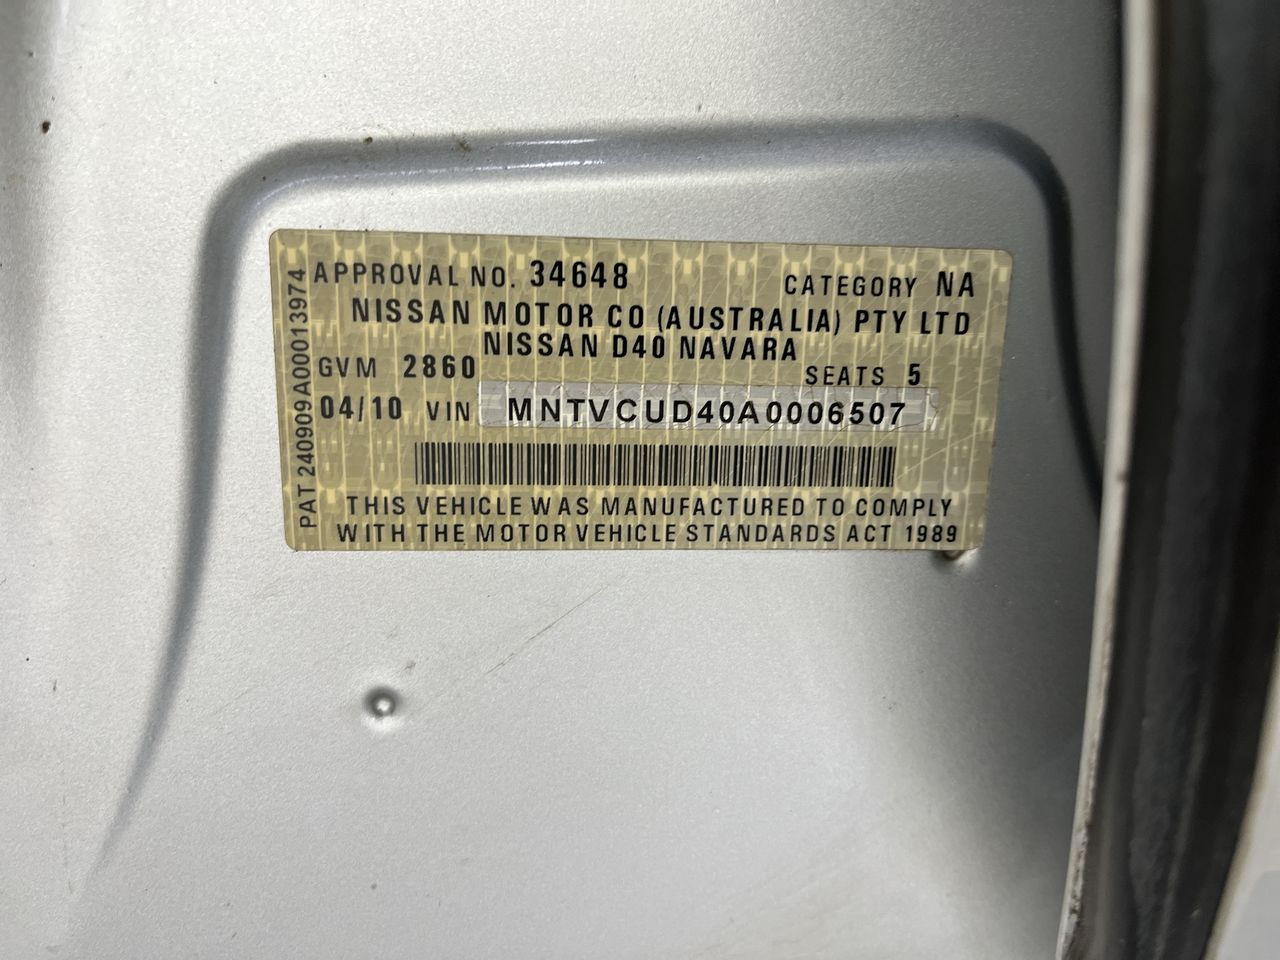 APPROVAL NO. 34648 CATEGORY NA
NISSAN MOTOR CO (AUSTRALIA) PTY LTD
NISSAN D40 NAVARA
GVM 2860 SEATS 5
04/10 VIN MNTVCUD40A0006507
THIS VEHICLE WAS MANUFACTURED TO COMPLY
WITH THE MOTOR VEHICLE STANDARDS ACT 1989
PAT 240909A00013974